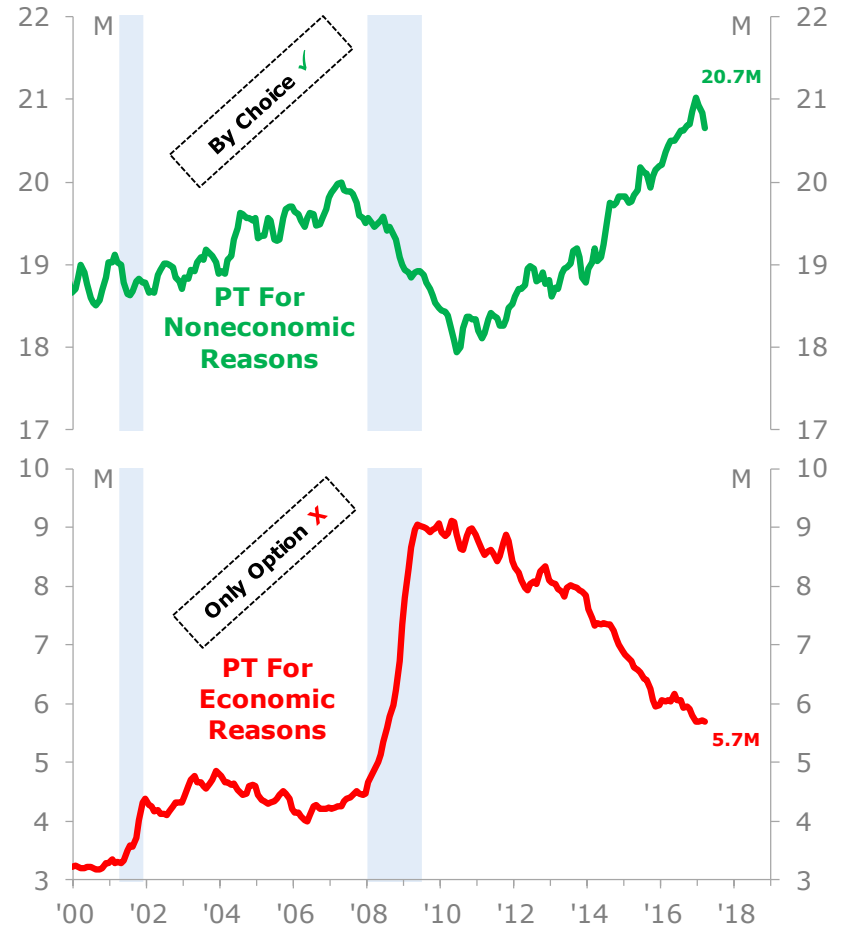 22 M M 22
By Choice ✓
20.7M
21 21
20 20
19 19
PT For
Noneconomic
Reasons
18 18
17 17
10 M M 10
9 9
Only Option X
8 8
7 7
PT For
Economic
Reasons
6 6
5.7M
5 5
4 4
3 3
'00 '02 '04 '06 '08 '10 '12 '14 '16 '18